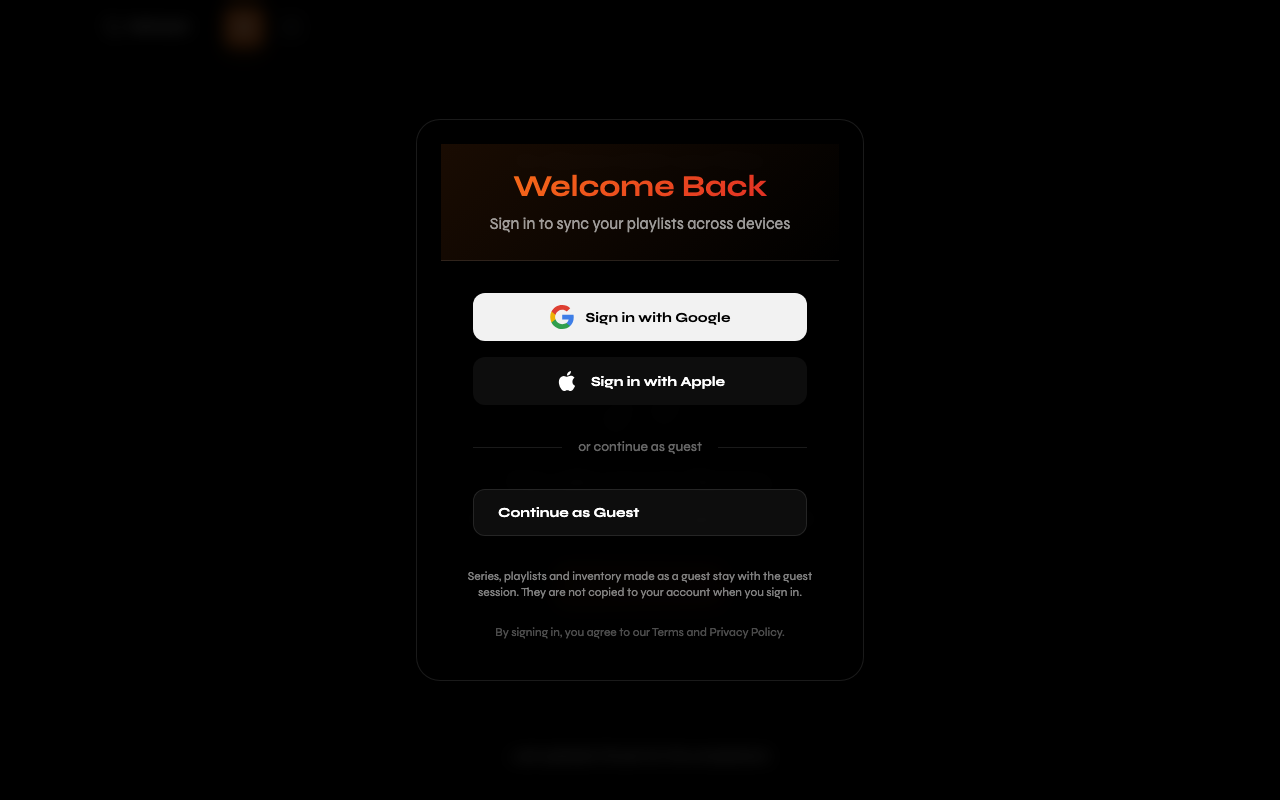 Welcome Back
Sign in to sync your playlists across devices
Sign in with Google
Sign in with Apple
or continue as guest
Continue as Guest
Series, playlists and inventory made as a guest stay with the guest
session. They are not copied to your account when you sign in.
By signing in, you agree to our Terms and Privacy Policy.